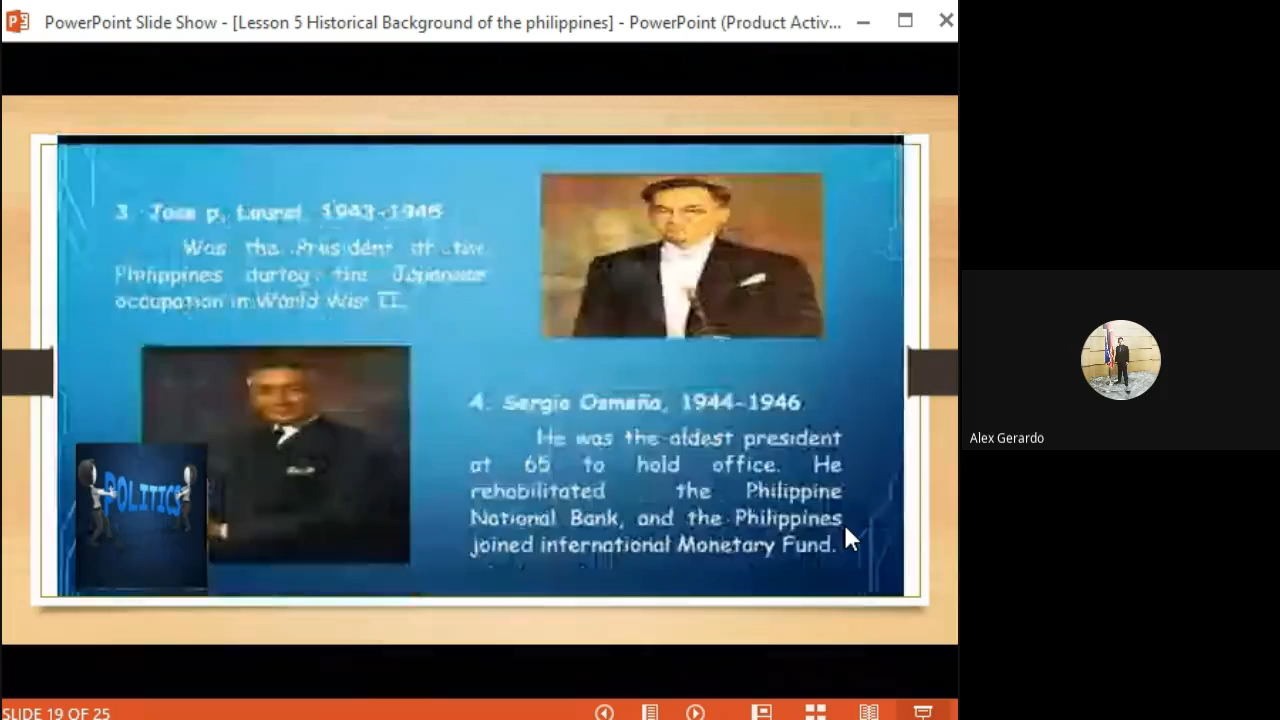 PowerPoint Slide Show - [Lesson 5 Historical Background of the philippines] - PowerPoint (Product Activ...
3. Jose p. Laurel, 1943-1945
Was the President of the
Philippines during the Japanese
occupation in World War II.
4. Sergio Osmeña, 1944-1946
He was the oldest president
at 65 to hold office. He
rehabilitated the Philippine
National Bank, and the Philippines
joined international Monetary Fund.
POLITICS
Alex Gerardo
SLIDE 19 OF 25